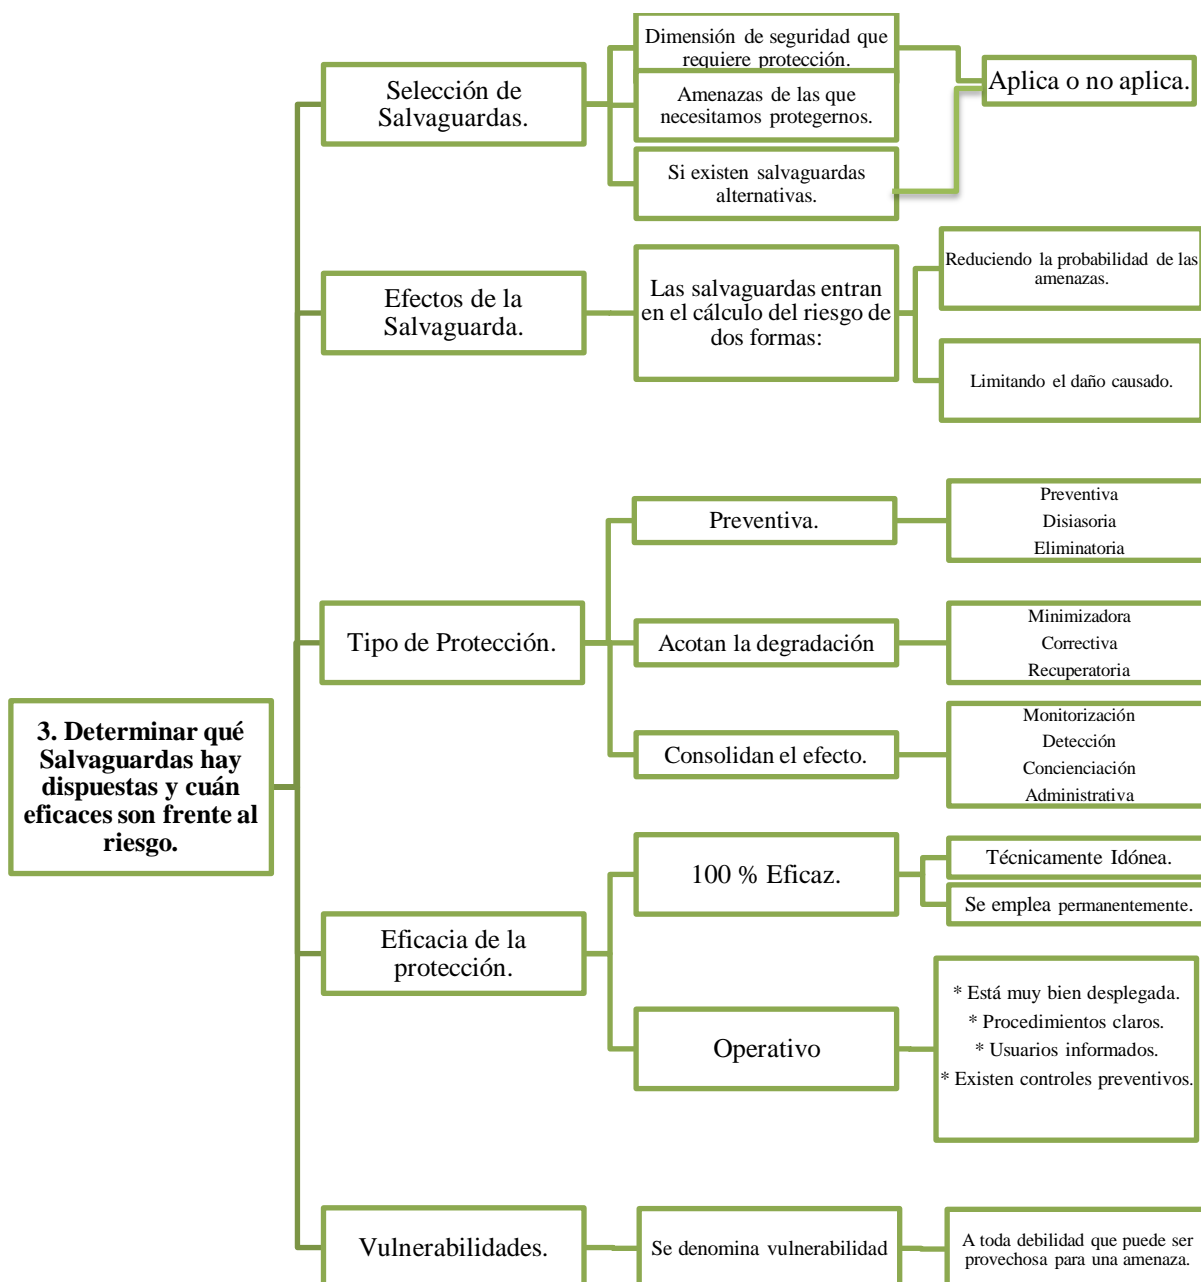 Dimensión de seguridad que
requiere protección.
Aplica o no aplica.
Selección de
Salvaguardas.
Amenazas de las que
necesitamos protegernos.
Si existen salvaguardas
alternativas.
Reduciendo la probabilidad de las
amenazas.
Efectos de la
Salvaguarda.
Las salvaguardas entran
en el cálculo del riesgo de
dos formas:
Limitando el daño causado.
Preventiva.
Preventiva
Disiasoria
Eliminatoria
Tipo de Protección.
Acotan la degradación
Minimizadora
Correctiva
Recuperatoria
3. Determinar qué
Salvaguardas hay
dispuestas y cuán
eficaces son frente al
riesgo.
Consolidan el efecto.
Monitorización
Detección
Concienciación
Administrativa
100 % Eficaz.
Técnicamente Idónea.
Se emplea permanentemente.
Eficacia de la
protección.
Operativo
* Está muy bien desplegada.
* Procedimientos claros.
* Usuarios informados.
* Existen controles preventivos.
Vulnerabilidades.
Se denomina vulnerabilidad
A toda debilidad que puede ser
provechosa para una amenaza.